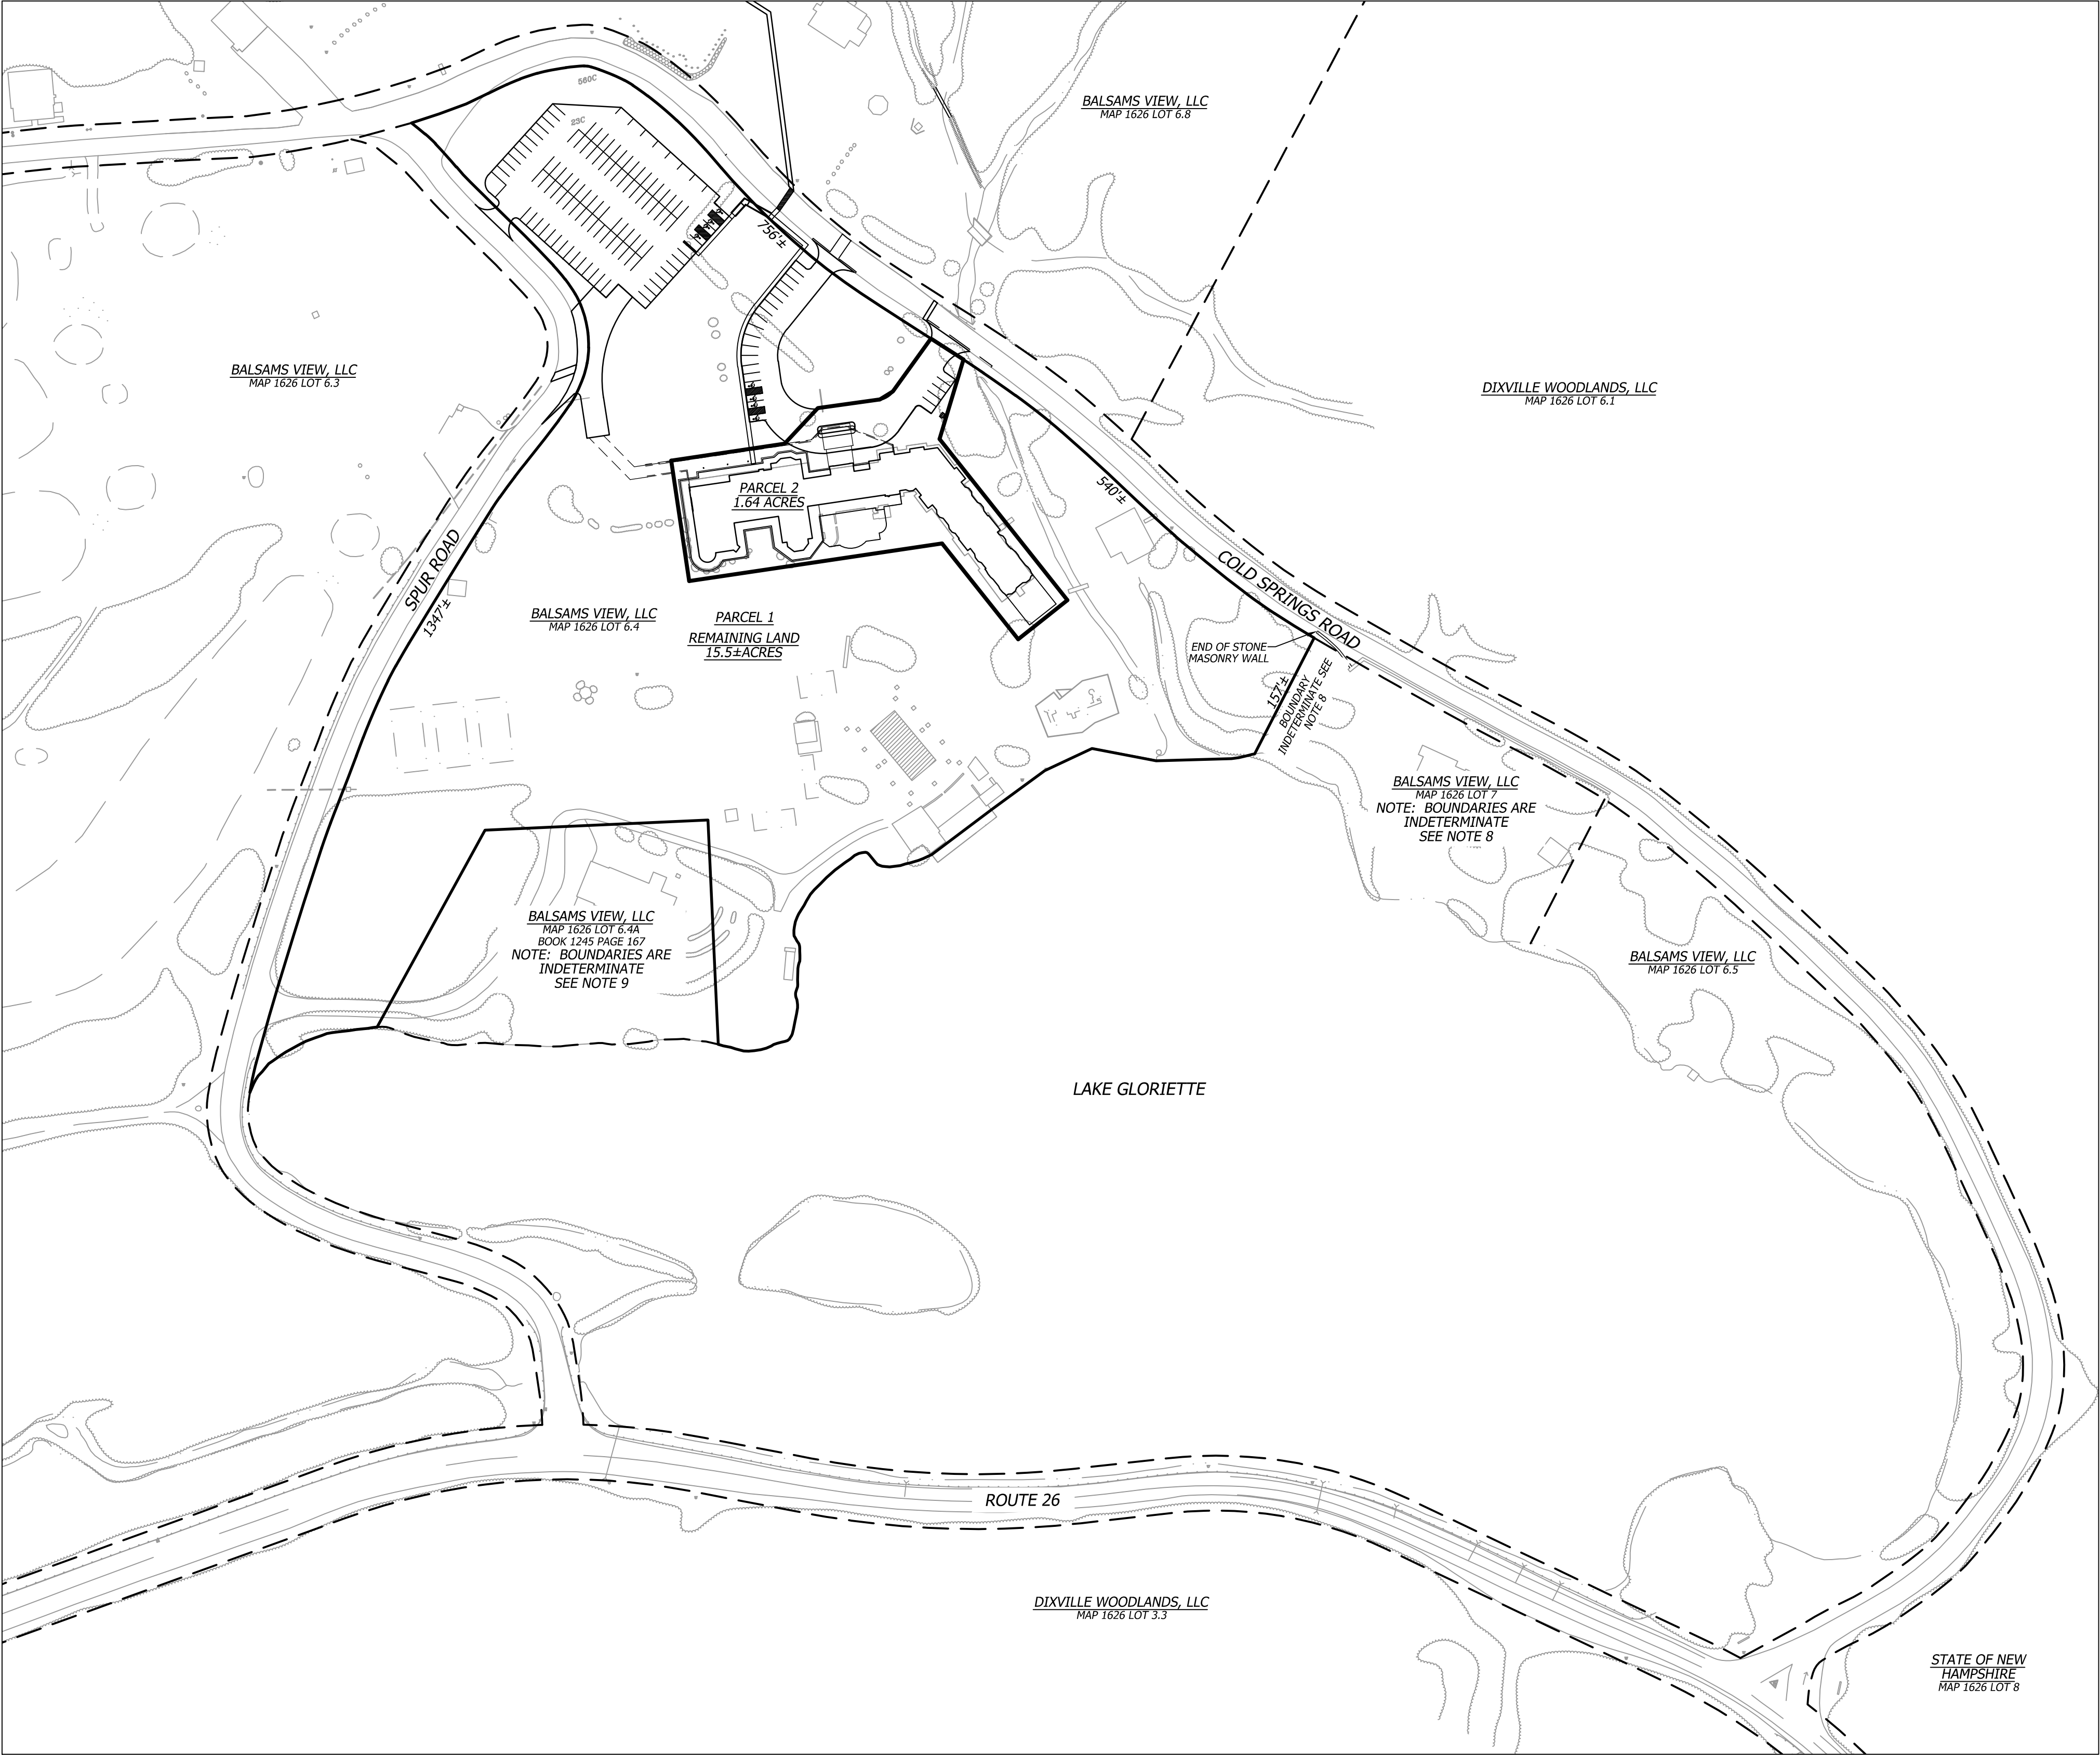 560C
23C
BALSAMS VIEW, LLC
MAP 1626 LOT 6.8
756'±
BALSAMS VIEW, LLC
MAP 1626 LOT 6.3
DIXVILLE WOODLANDS, LLC
MAP 1626 LOT 6.1
PARCEL 2
1.64 ACRES
540'±
SPUR ROAD
1347'±
COLD SPRINGS ROAD
BALSAMS VIEW, LLC
MAP 1626 LOT 6.4
PARCEL 1
REMAINING LAND
15.5±ACRES
END OF STONE
MASONRY WALL
157'±
BOUNDARY
INDETERMINATE SEE
NOTE 8
BALSAMS VIEW, LLC
MAP 1626 LOT 7
NOTE: BOUNDARIES ARE
INDETERMINATE
SEE NOTE 8
BALSAMS VIEW, LLC
MAP 1626 LOT 6.4A
BOOK 1245 PAGE 167
NOTE: BOUNDARIES ARE
INDETERMINATE
SEE NOTE 9
BALSAMS VIEW, LLC
MAP 1626 LOT 6.5
LAKE GLORIETTE
ROUTE 26
DIXVILLE WOODLANDS, LLC
MAP 1626 LOT 3.3
STATE OF NEW
HAMPSHIRE
MAP 1626 LOT 8